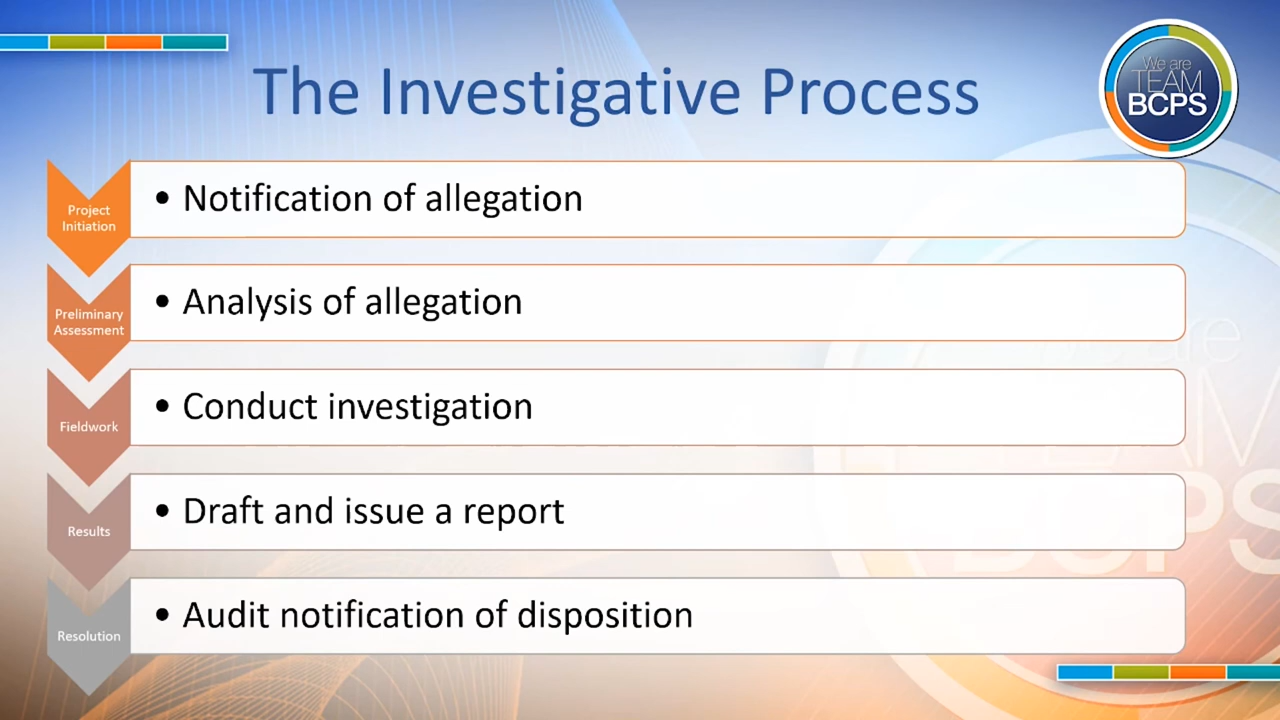 The Investigative Process
We are
TEAM
BCPS
Project
Initiation
• Notification of allegation
Preliminary
Assessment
• Analysis of allegation
Fieldwork
• Conduct investigation
Results
• Draft and issue a report
Resolution
• Audit notification of disposition